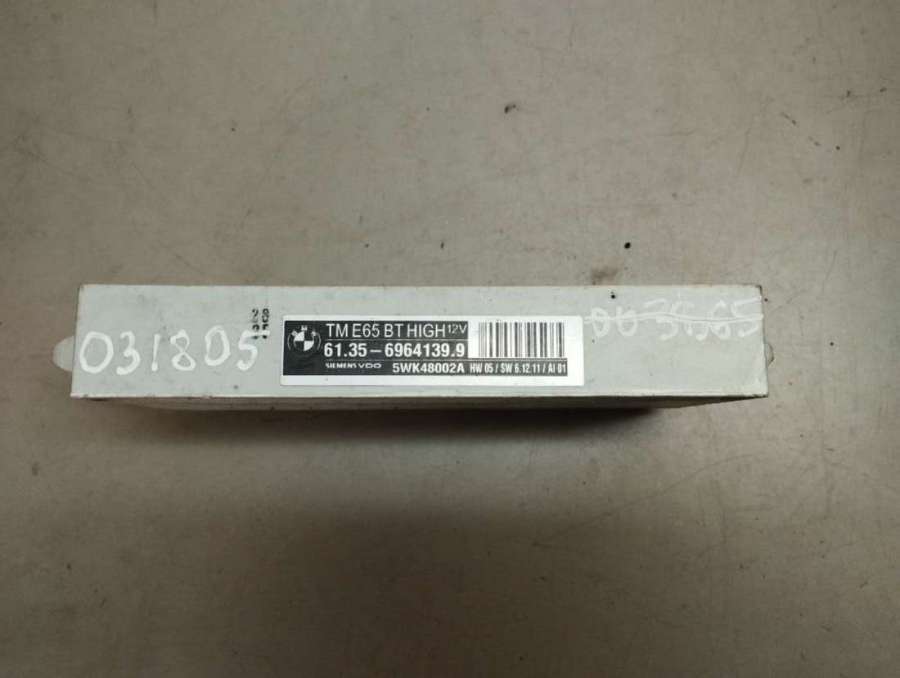 031805
TM E65 BT HIGH 12V
61.35 – 6964139.9
SIEMENS VDO 5WK48002A HW 05 / SW 6.12.11 / AI 01